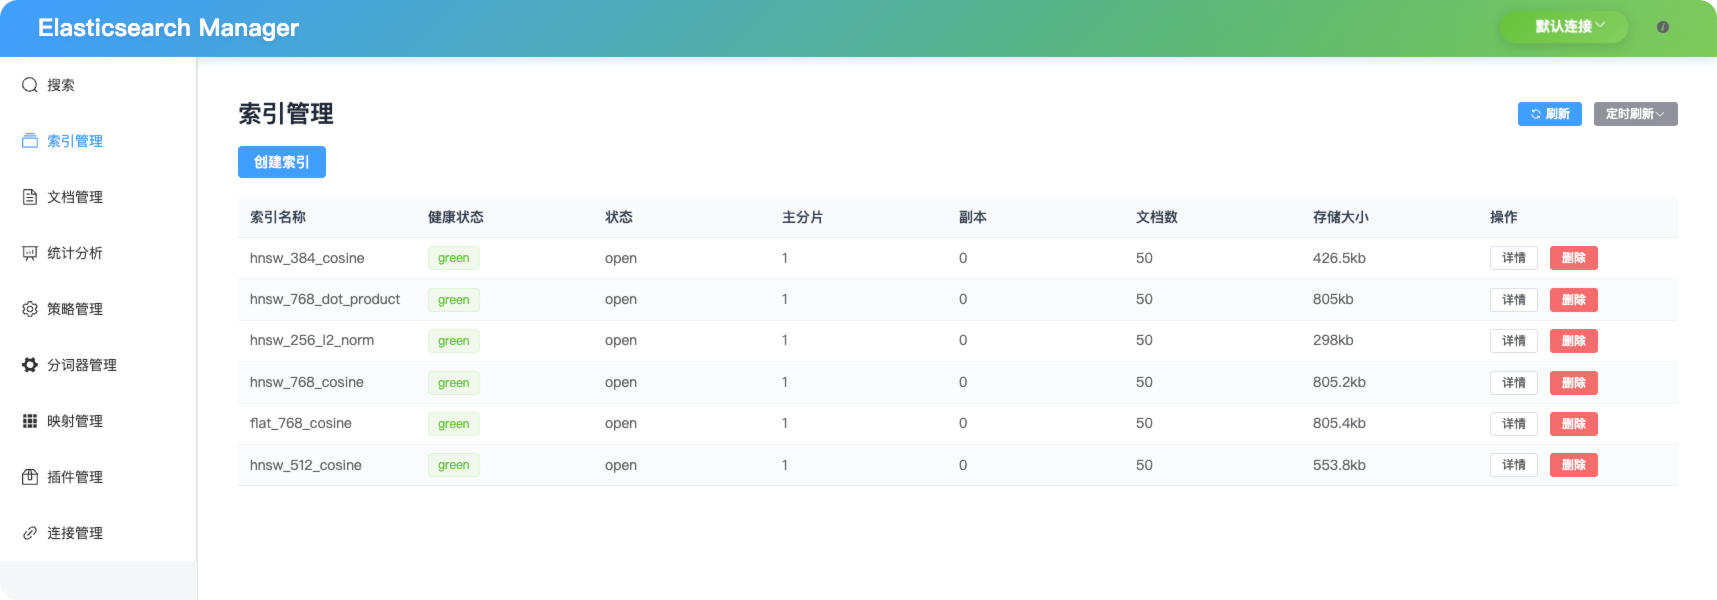 Elasticsearch Manager
默认连接
搜索
索引管理
文档管理
统计分析
策略管理
分词器管理
映射管理
插件管理
连接管理
索引管理
刷新 定时刷新
创建索引
索引名称 健康状态 状态 主分片 副本 文档数 存储大小 操作
hnsw_384_cosine green open 1 0 50 426.5kb 详情 删除
hnsw_768_dot_product green open 1 0 50 805kb 详情 删除
hnsw_256_l2_norm green open 1 0 50 298kb 详情 删除
hnsw_768_cosine green open 1 0 50 805.2kb 详情 删除
flat_768_cosine green open 1 0 50 805.4kb 详情 删除
hnsw_512_cosine green open 1 0 50 553.8kb 详情 删除